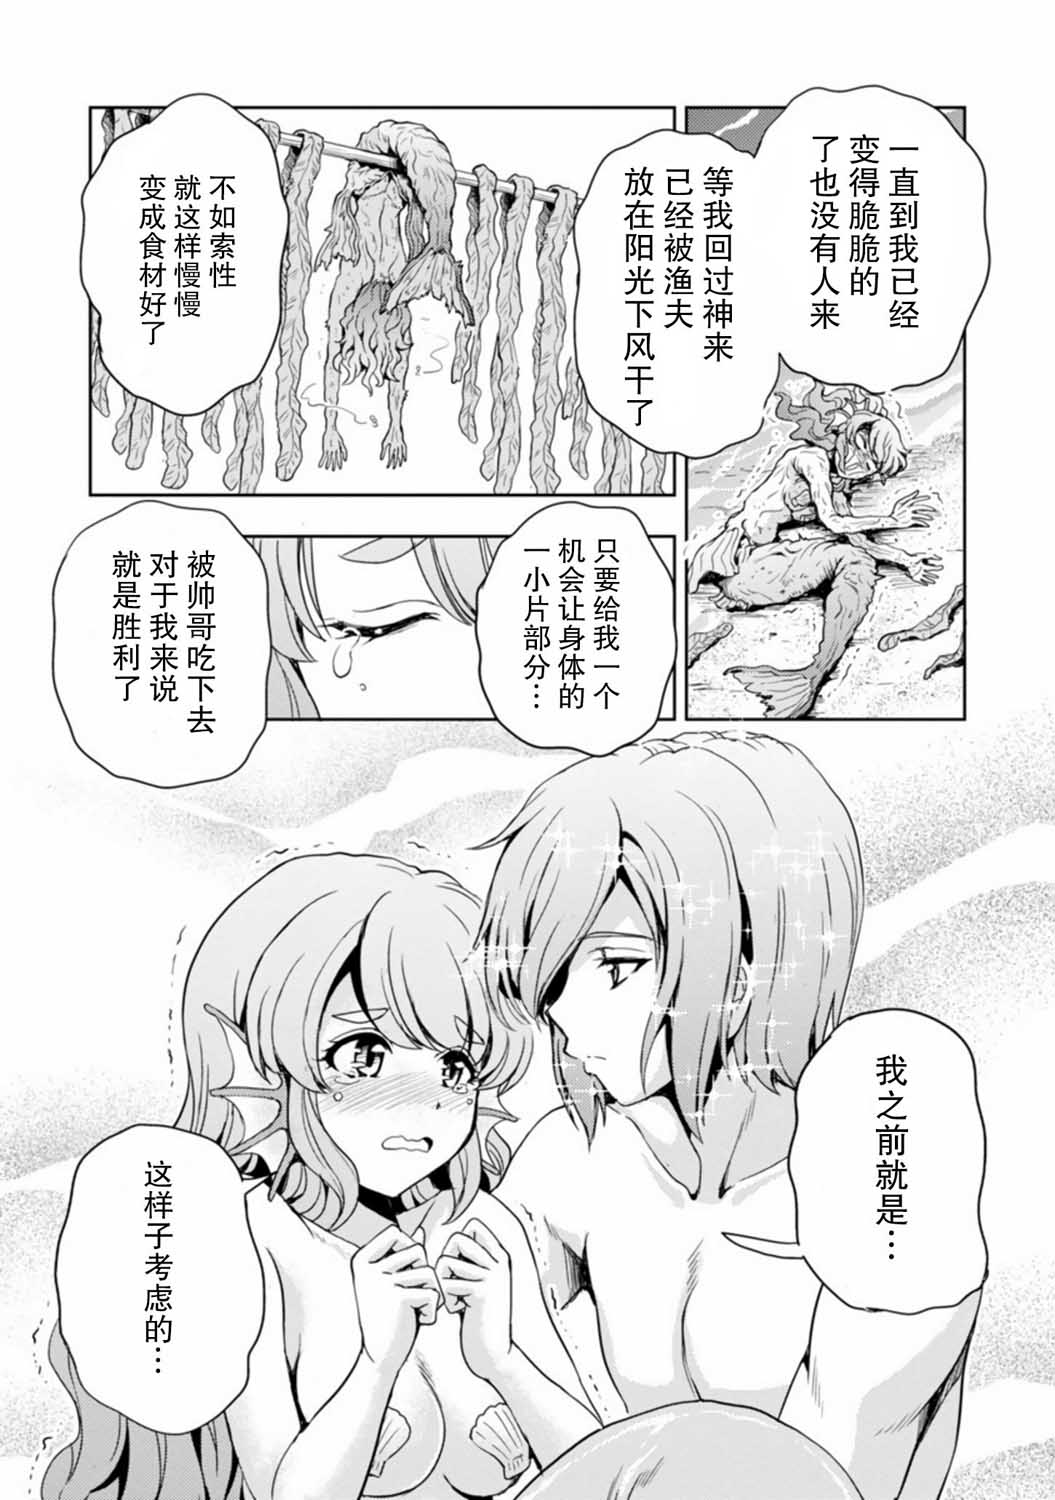 一直到我已经
变得脆脆的
了也没有人来
等我回过神来
已经被渔夫
放在阳光下风干了
不如索性
就这样慢慢
变成食材好了
只要给我一个
机会让身体的
一小片部分…
被帅哥吃下去
对于我来说
就是胜利了
我之前就是…
这样子考虑的…